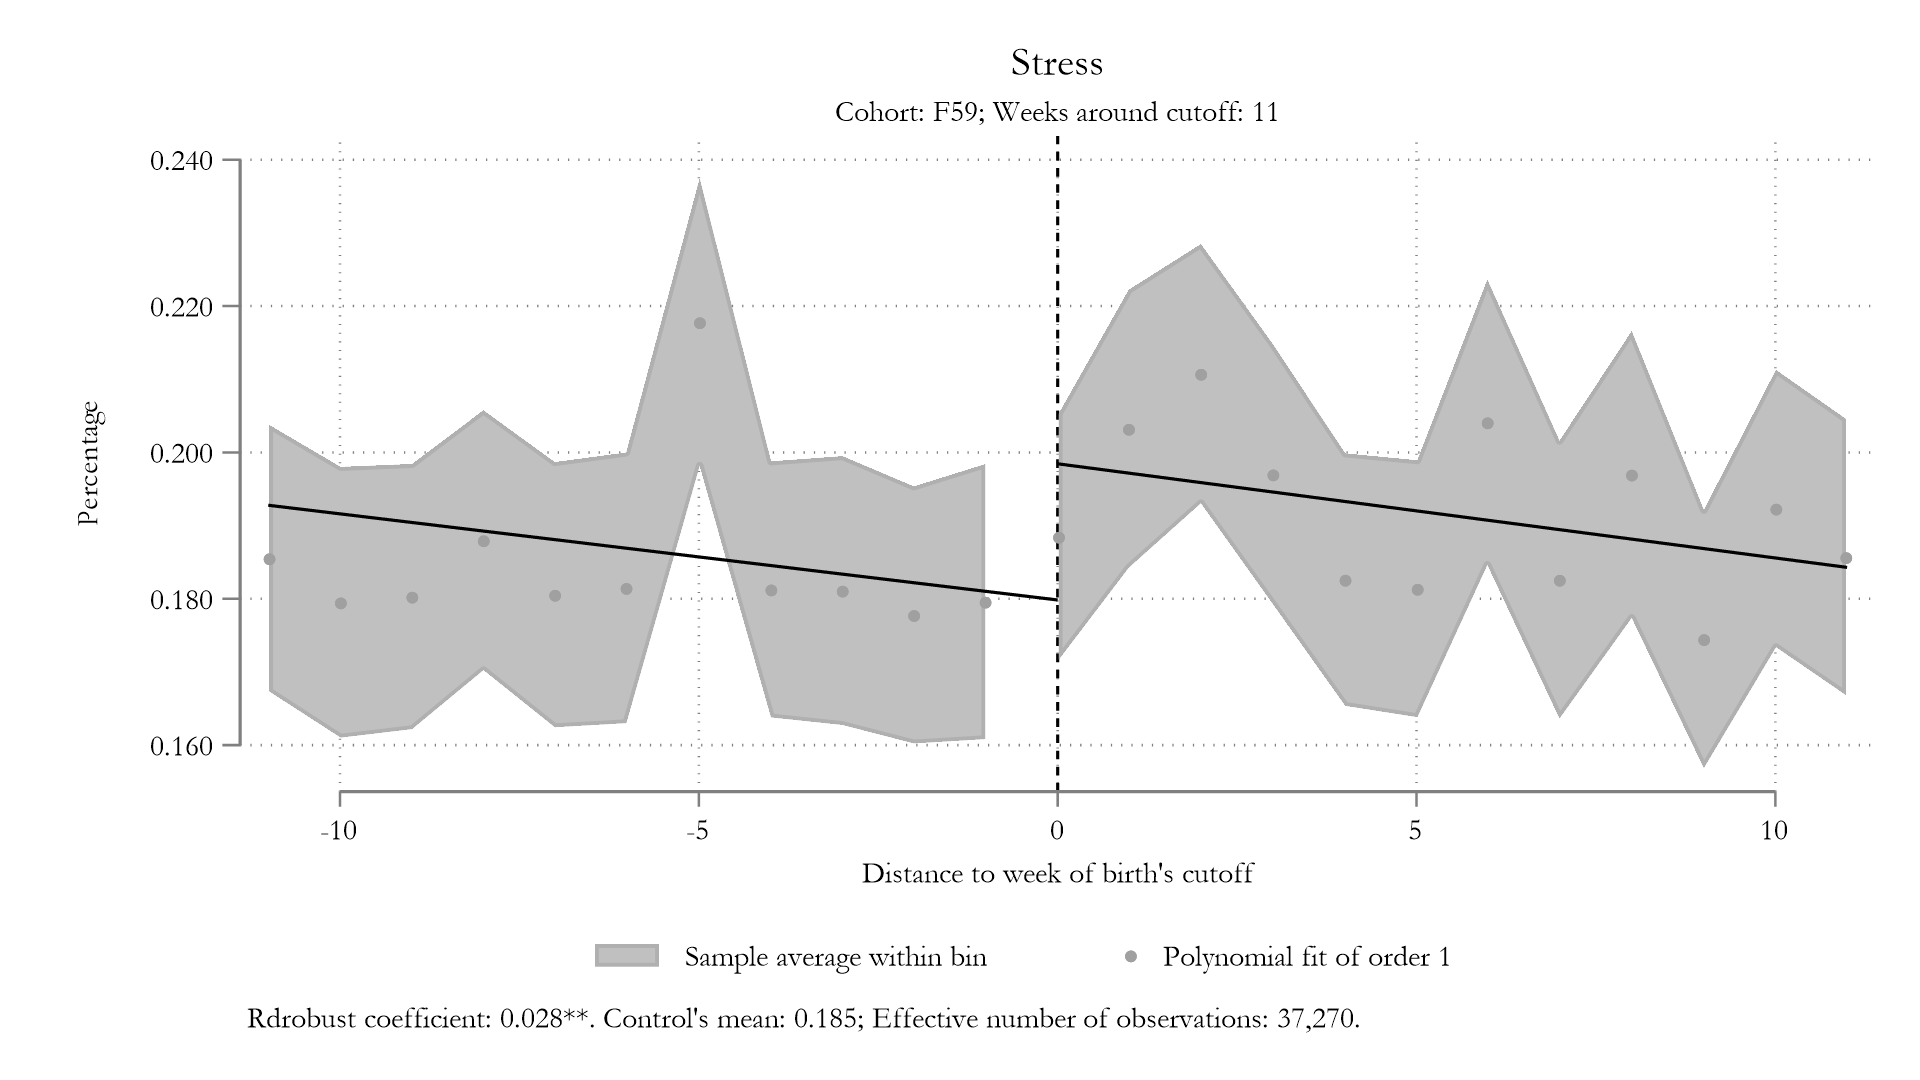 Stress
Cohort: F59; Weeks around cutoff: 11
0.240
0.220
0.200
0.180
0.160
Percentage
-10
-5
0
5
10
Distance to week of birth's cutoff
Sample average within bin
Polynomial fit of order 1
Rdrobust coefficient: 0.028**. Control's mean: 0.185; Effective number of observations: 37,270.